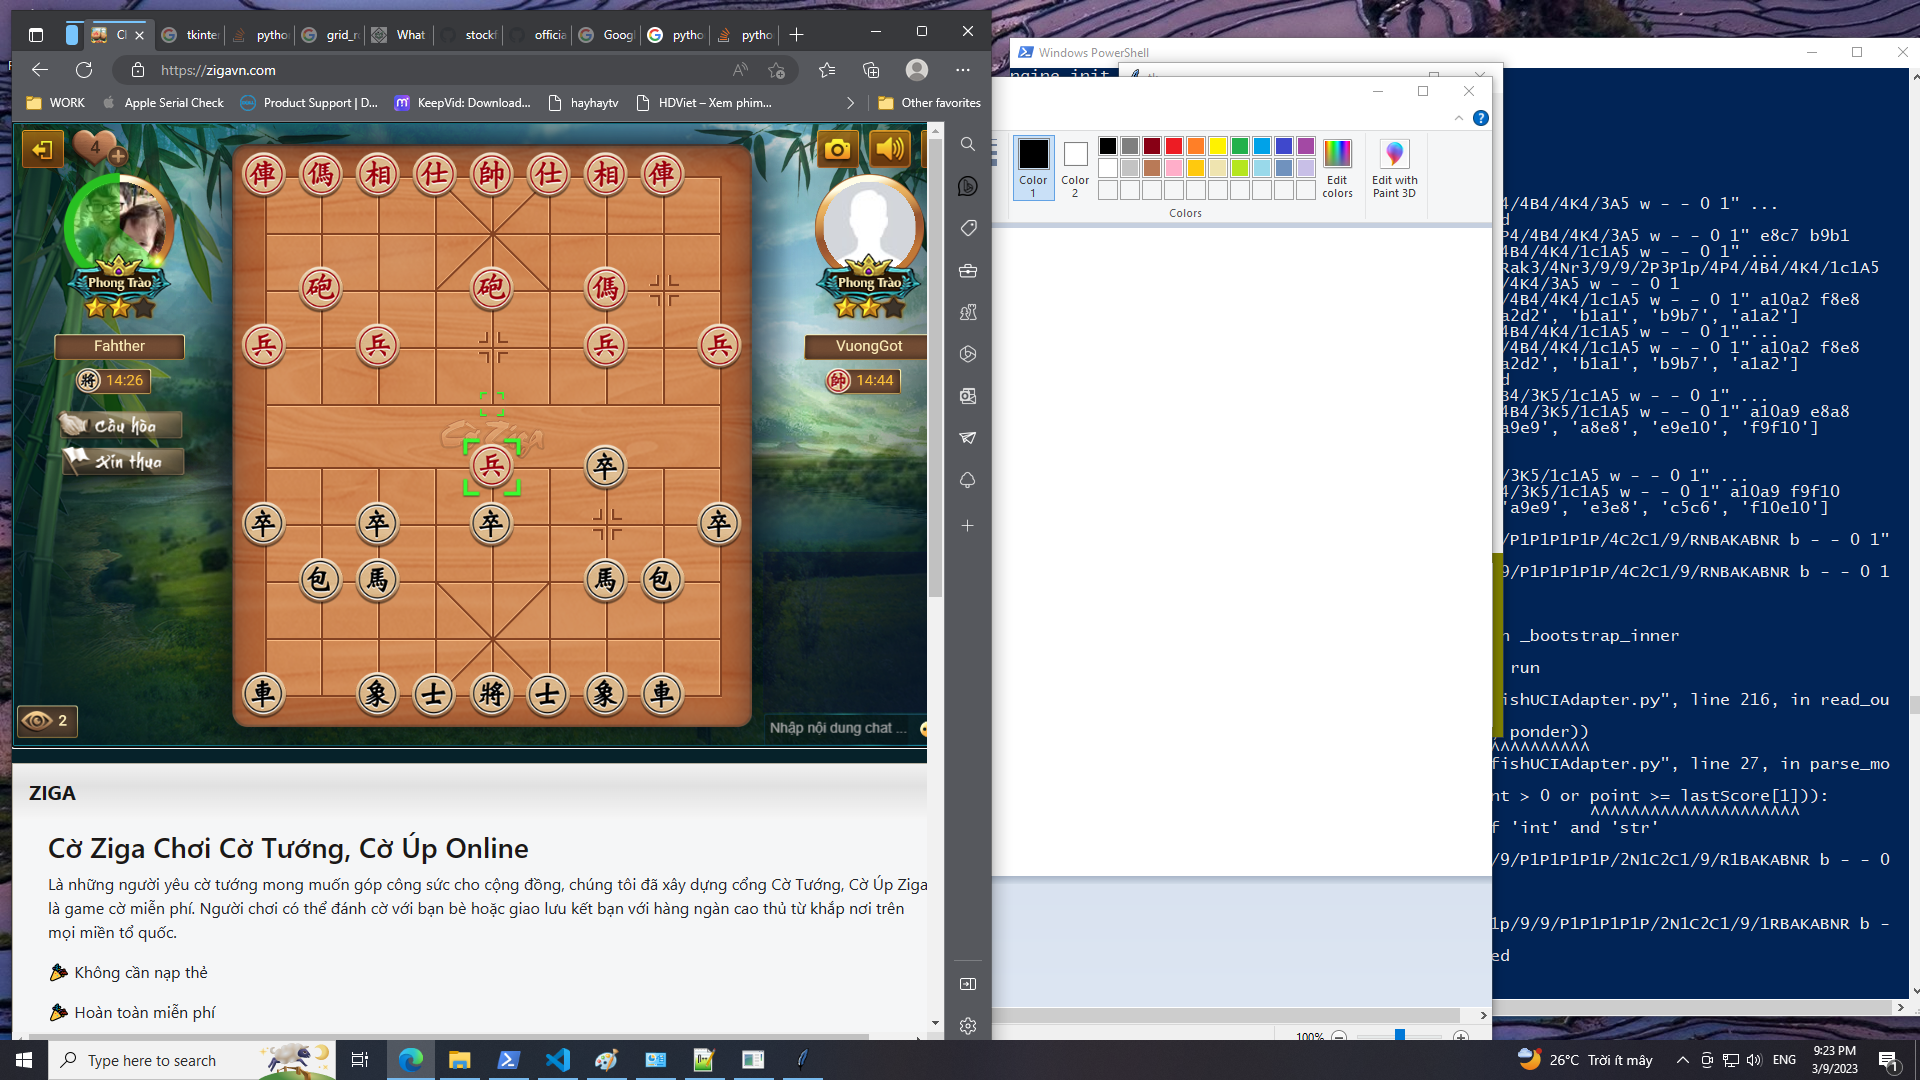 Cl
tkinter
pytho
grid_r
What
stockf
officia
Googl
pytho
pytho
https://zigavn.com
WORK
Apple Serial Check
Product Support | D...
KeepVid: Download...
hayhaytv
HDViet – Xem phim...
Other favorites
4
俥 傌 相 仕 帥 仕 相 俥
砲 砲 傌
兵 兵 兵 兵
Phong Trào
Fahther
將 14:26
Cầu hòa
Xin thua
Phong Trào
VuongGot
帥 14:44
Cờ Ziga
兵 卒
卒 卒 卒 卒
包 馬 馬 包
車 象 士 將 士 象 車
2
Nhập nội dung chat ...
ZIGA
Cờ Ziga Chơi Cờ Tướng, Cờ Úp Online
Là những người yêu cờ tướng mong muốn góp công sức cho cộng đồng, chúng tôi đã xây dựng cổng Cờ Tướng, Cờ Úp Ziga
là game cờ miễn phí. Người chơi có thể đánh cờ với bạn bè hoặc giao lưu kết bạn với hàng ngàn cao thủ từ khắp nơi trên
mọi miền tổ quốc.
Không cần nạp thẻ
Hoàn toàn miễn phí
Color 1
Color 2
Edit colors
Edit with Paint 3D
Colors
100%
Windows PowerShell
ngine init
4/4B4/4K4/3A5 w - - 0 1" ...
d
P4/4B4/4K4/3A5 w - - 0 1" e8c7 b9b1
4B4/4K4/1c1A5 w - - 0 1" ...
Rak3/4Nr3/9/9/2P3P1p/4P4/4B4/4K4/1c1A5
/4K4/3A5 w - - 0 1
4/4B4/4K4/1c1A5 w - - 0 1" a10a2 f8e8
a2d2', 'b1a1', 'b9b7', 'a1a2']
4B4/4K4/1c1A5 w - - 0 1" ...
4/4B4/4K4/1c1A5 w - - 0 1" a10a2 f8e8
a2d2', 'b1a1', 'b9b7', 'a1a2']
d
B4/3K5/1c1A5 w - - 0 1" ...
4B4/3K5/1c1A5 w - - 0 1" a10a9 e8a8
a9e9', 'a8e8', 'e9e10', 'f9f10']
/3K5/1c1A5 w - - 0 1" ...
4/3K5/1c1A5 w - - 0 1" a10a9 f9f10
'a9e9', 'e3e8', 'c5c6', 'f10e10']
/P1P1P1P1P/4C2C1/9/RNBAKABNR b - - 0 1"
9/P1P1P1P1P/4C2C1/9/RNBAKABNR b - - 0 1
n _bootstrap_inner
run
fishUCIAdapter.py", line 216, in read_ou
ponder))
^^^^^^^^^^
fishUCIAdapter.py", line 27, in parse_mo
nt > 0 or point >= lastScore[1])):
^^^^^^^^^^^^^^^^^^^^^
f 'int' and 'str'
/9/P1P1P1P1P/2N1C2C1/9/R1BAKABNR b - - 0
1p/9/9/P1P1P1P1P/2N1C2C1/9/1RBAKABNR b -
ed
Type here to search
26°C Trời ít mây
ENG
9:23 PM
3/9/2023
1